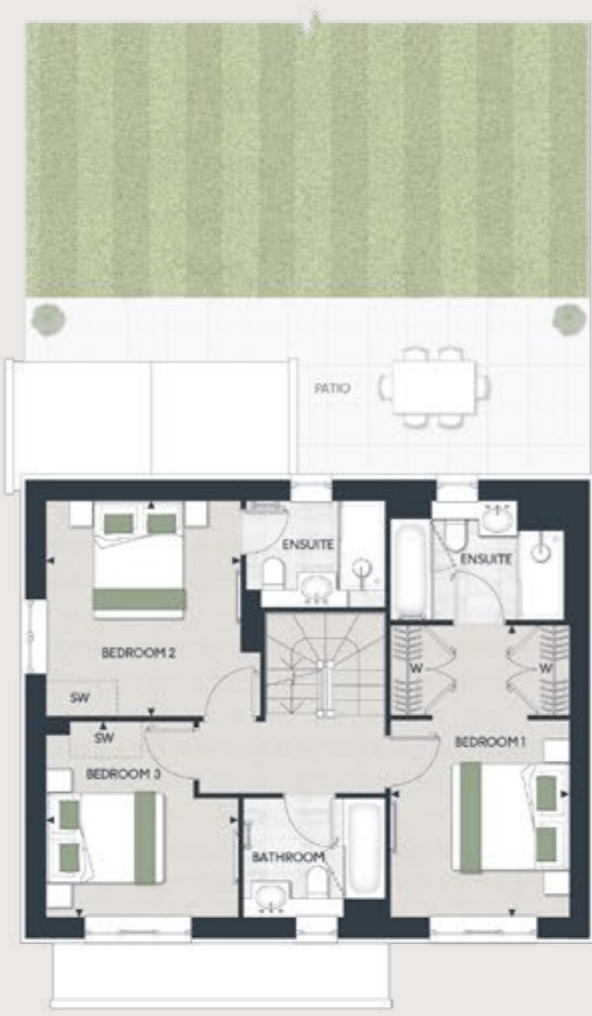 PATIO
ENSUITE
ENSUITE
BEDROOM 2
W
W
SW
SW
BEDROOM 1
BEDROOM 3
BATHROOM